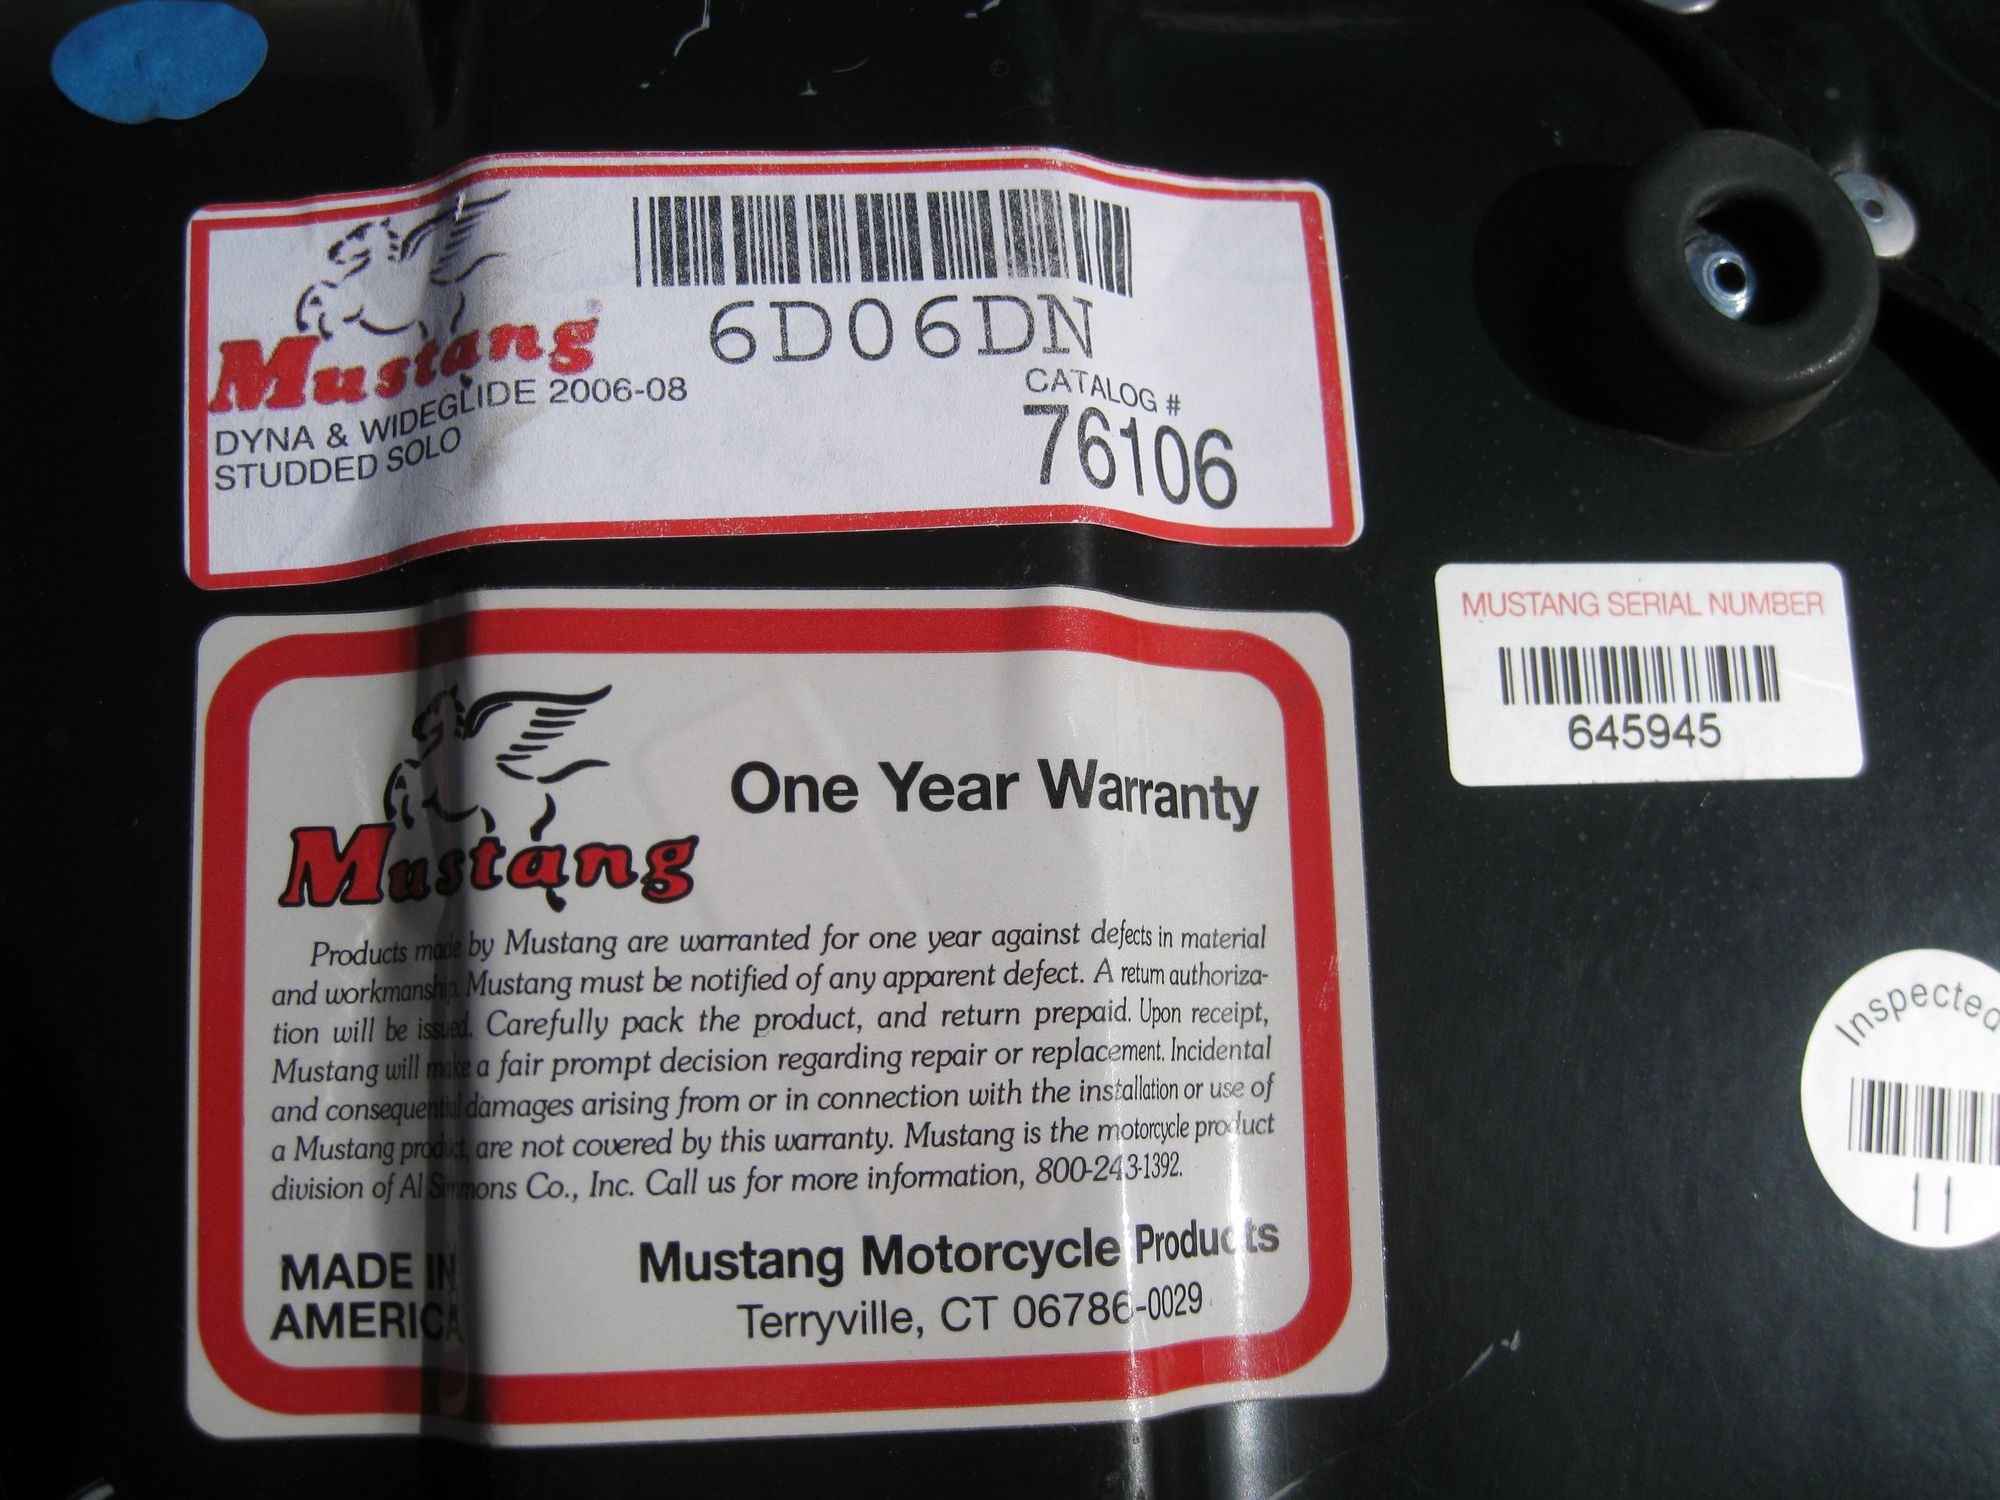 6D06DN
Mustang®
DYNA & WIDEGLIDE 2006-08
STUDDED SOLO
CATALOG #
76106
MUSTANG SERIAL NUMBER
645945
Mustang
One Year Warranty
Products made by Mustang are warranted for one year against defects in material
and workmanship. Mustang must be notified of any apparent defect. A return authoriza-
tion will be issued. Carefully pack the product, and return prepaid. Upon receipt,
Mustang will make a fair prompt decision regarding repair or replacement. Incidental
and consequential damages arising from or in connection with the installation or use of
a Mustang product, are not covered by this warranty. Mustang is the motorcycle product
division of Al Simmons Co., Inc. Call us for more information, 800-243-1392.
MADE IN
AMERICA
Mustang Motorcycle Products
Terryville, CT 06786-0029
Inspected
11